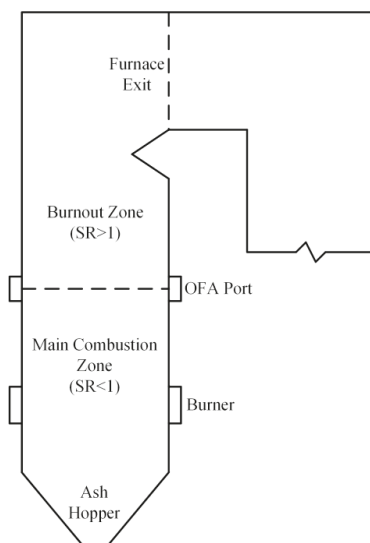 Furnace
Exit
Burnout Zone
(SR>1)
OFA Port
Main Combustion
Zone
(SR<1)
Burner
Ash
Hopper